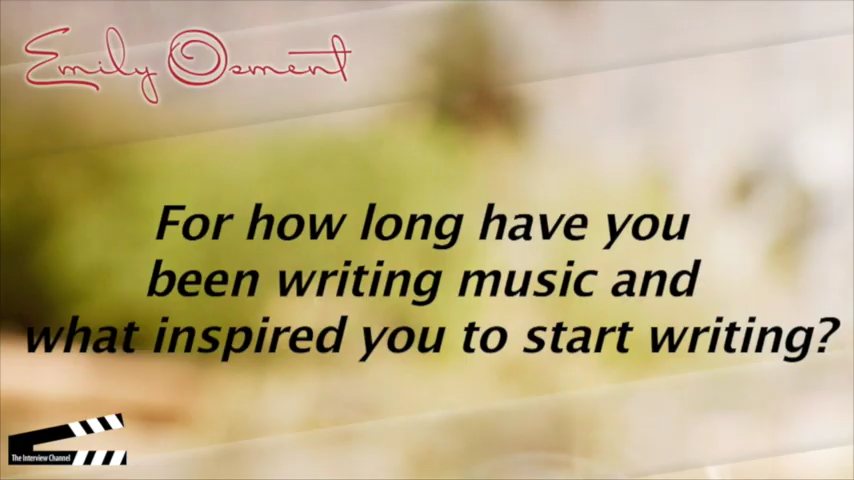 Emily Osment
For how long have you
been writing music and
what inspired you to start writing?
The Interview Channel